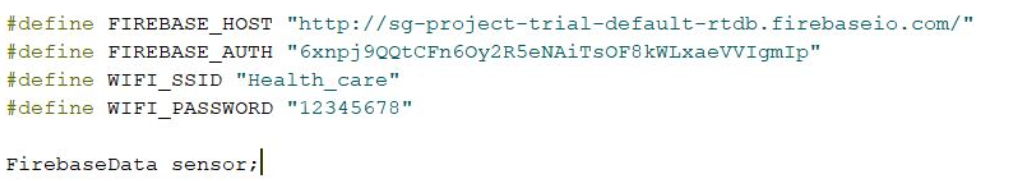 #define FIREBASE_HOST "http://sg-project-trial-default-rtdb.firebaseio.com/"
#define FIREBASE_AUTH "6xnpj9QQtCFn6Oy2R5eNAiTsOF8kWLxaeVVIgmIp"
#define WIFI_SSID "Health_care"
#define WIFI_PASSWORD "12345678"
FirebaseData sensor;